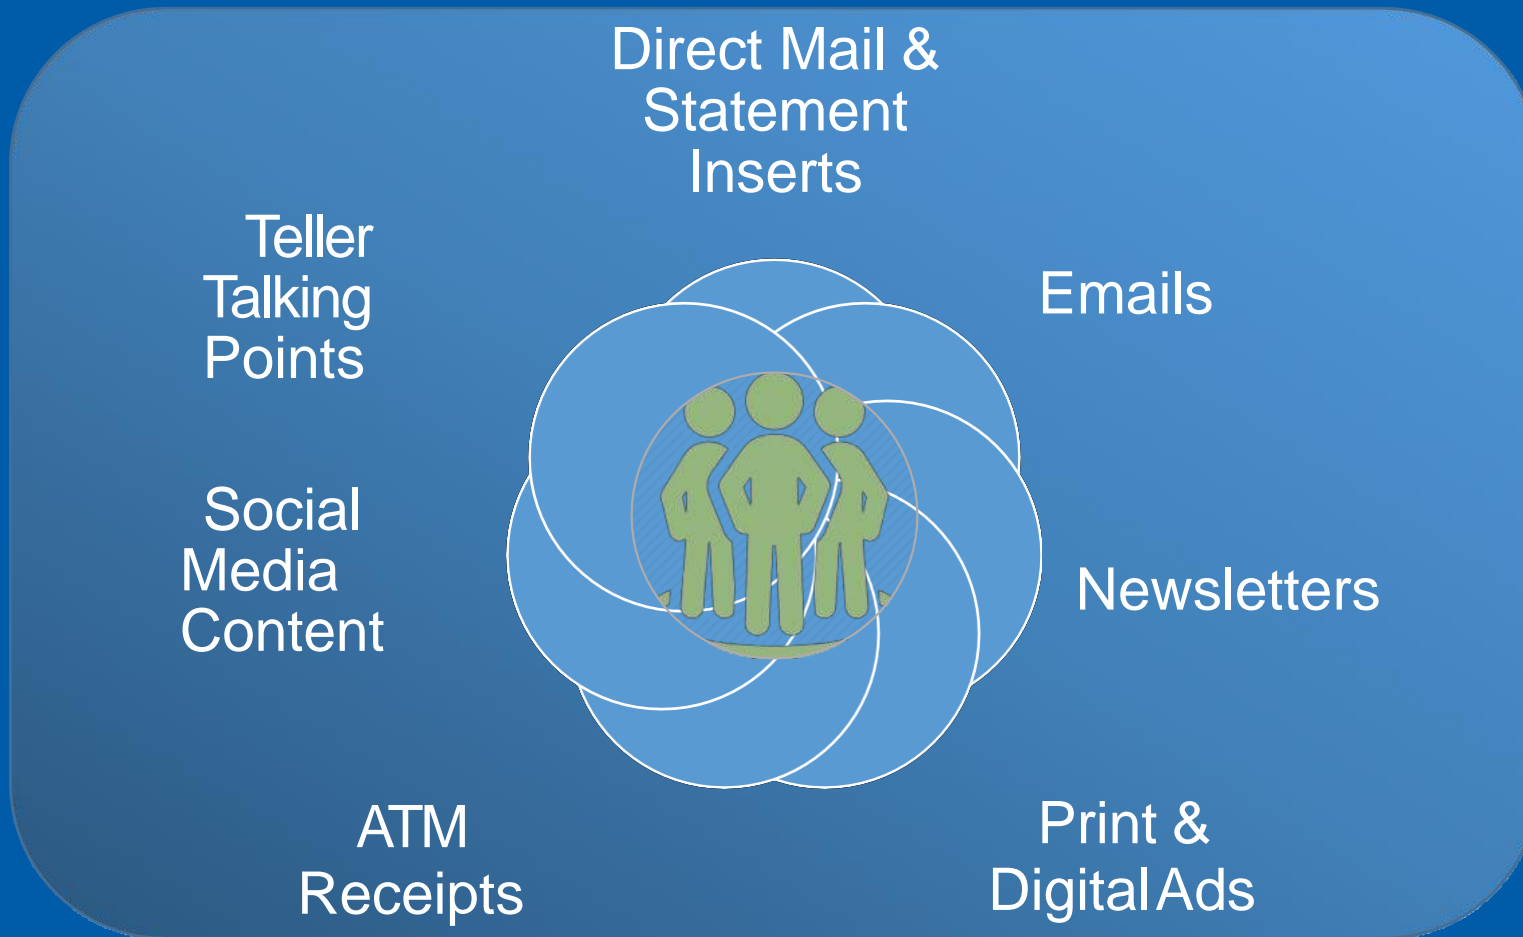 Direct Mail &
Statement
Inserts
Emails
Newsletters
Print &
Digital Ads
ATM
Receipts
Social
Media
Content
Teller
Talking
Points